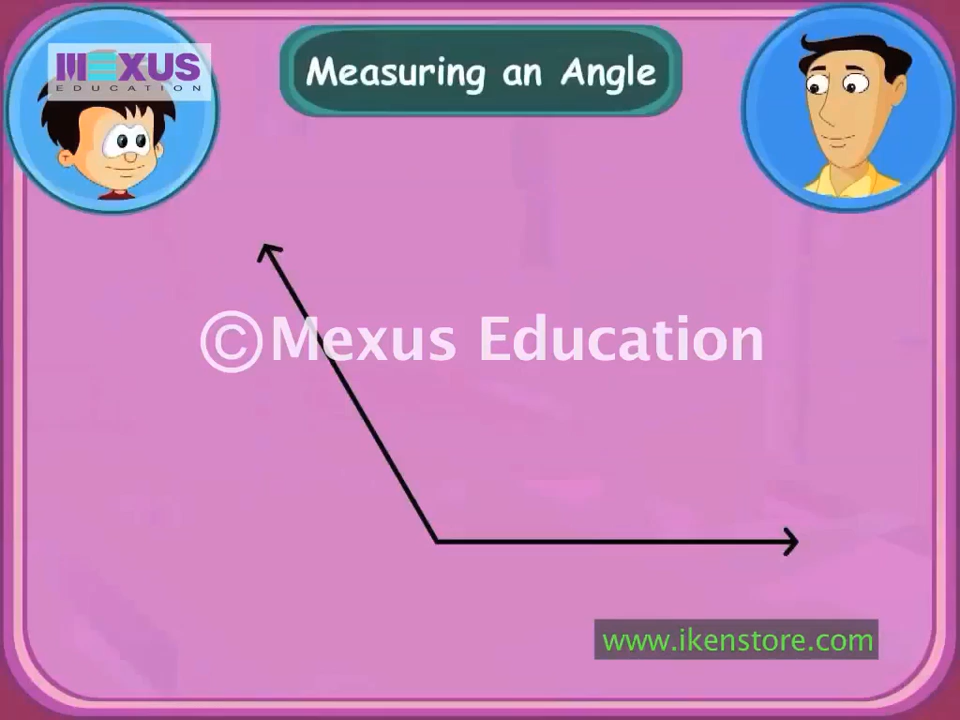 MEXUS
EDUCATION
Measuring an Angle
©Mexus Education
www.ikenstore.com